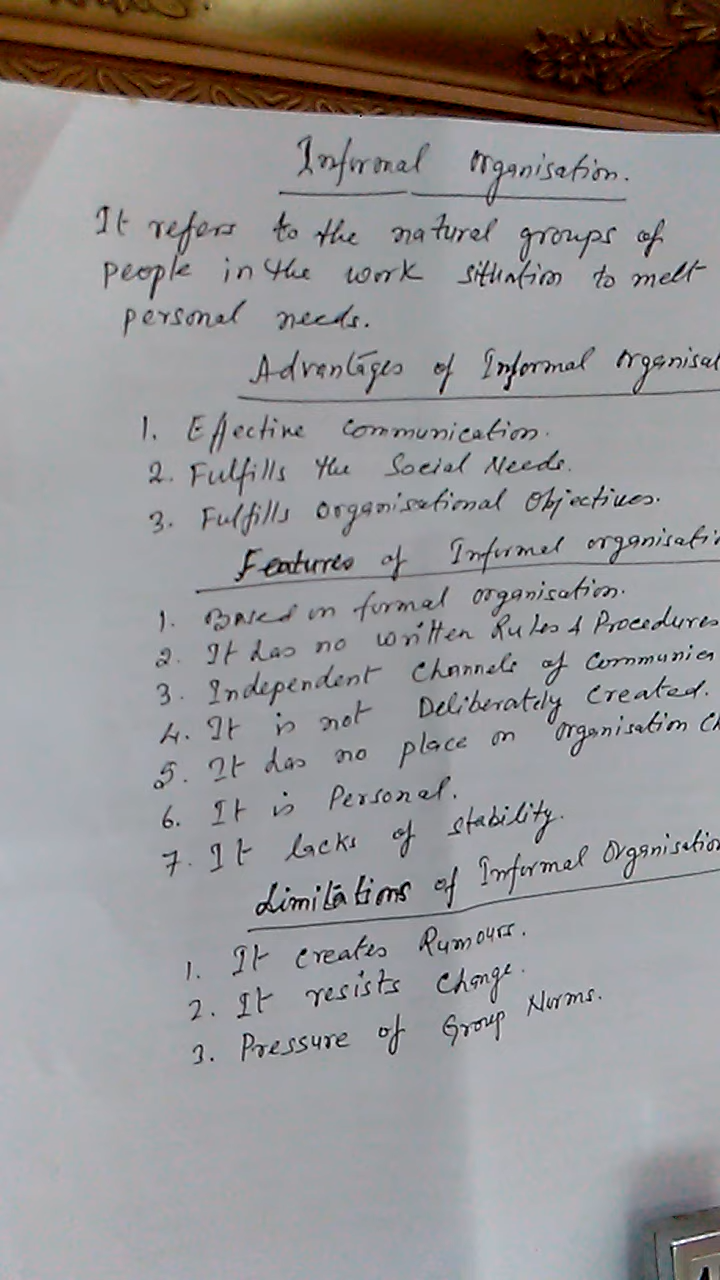 Informal Organisation.
It refers to the natural groups of
people in the work situation to melt
personal needs.
Advantages of Informal Organisat
1. Effective Communication.
2. Fulfills the Social Needs.
3. Fulfills Organisational Objectives.
Features of Informal organisatio
1. Based on formal organisation.
2. It has no written Rules & Procedures
3. Independent Channels of Communica
4. It is not Deliberately Created.
5. It has no place on Organisation Ch
6. It is Personal.
7. It lacks of stability.
Limitations of Informal Organisation
1. It creates Rumours.
2. It resists Change.
3. Pressure of Group Norms.